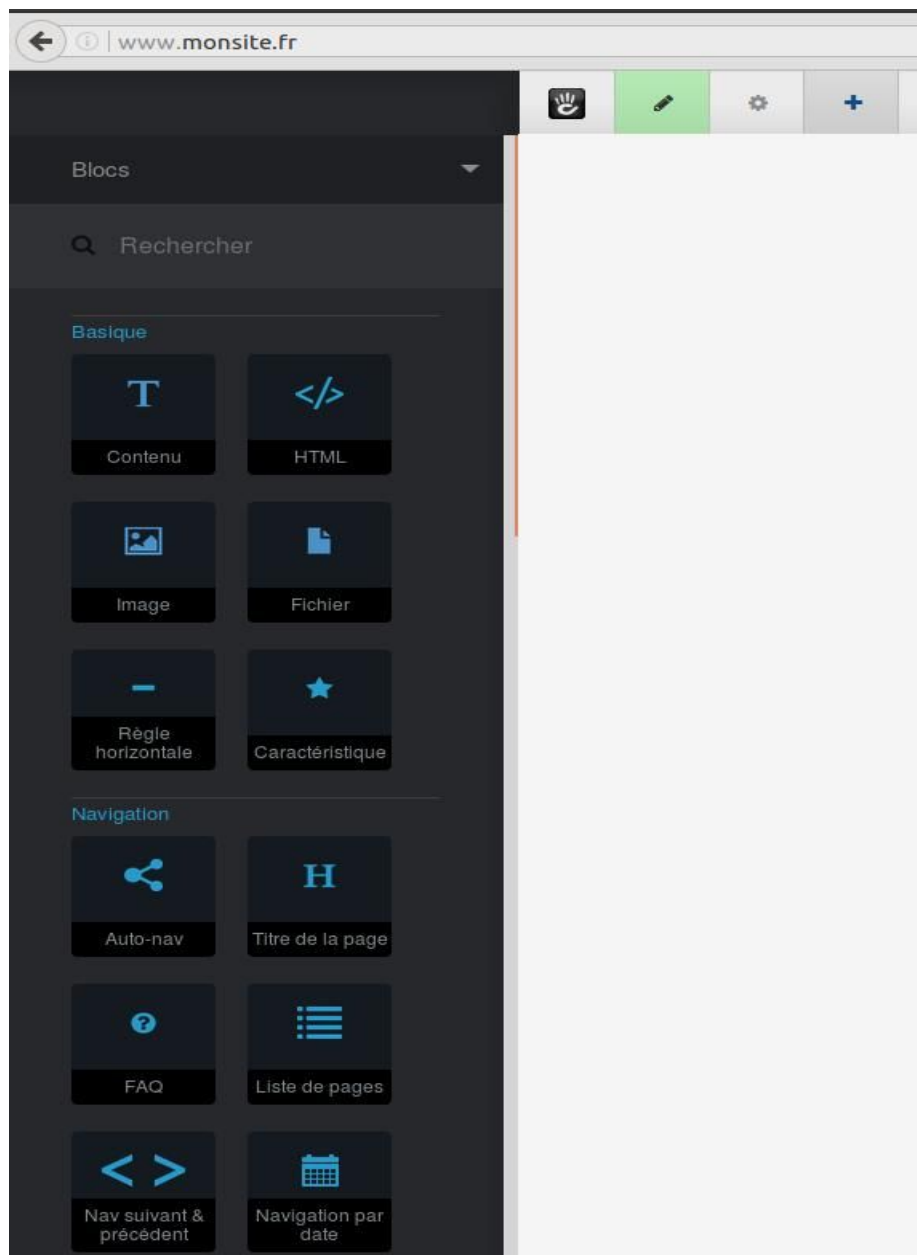 www.monsite.fr
Blocs
Rechercher
Basique
Contenu
HTML
Image
Fichier
Règle
horizontale
Caractéristique
Navigation
Auto-nav
Titre de la page
FAQ
Liste de pages
Nav suivant &
précédent
Navigation par
date